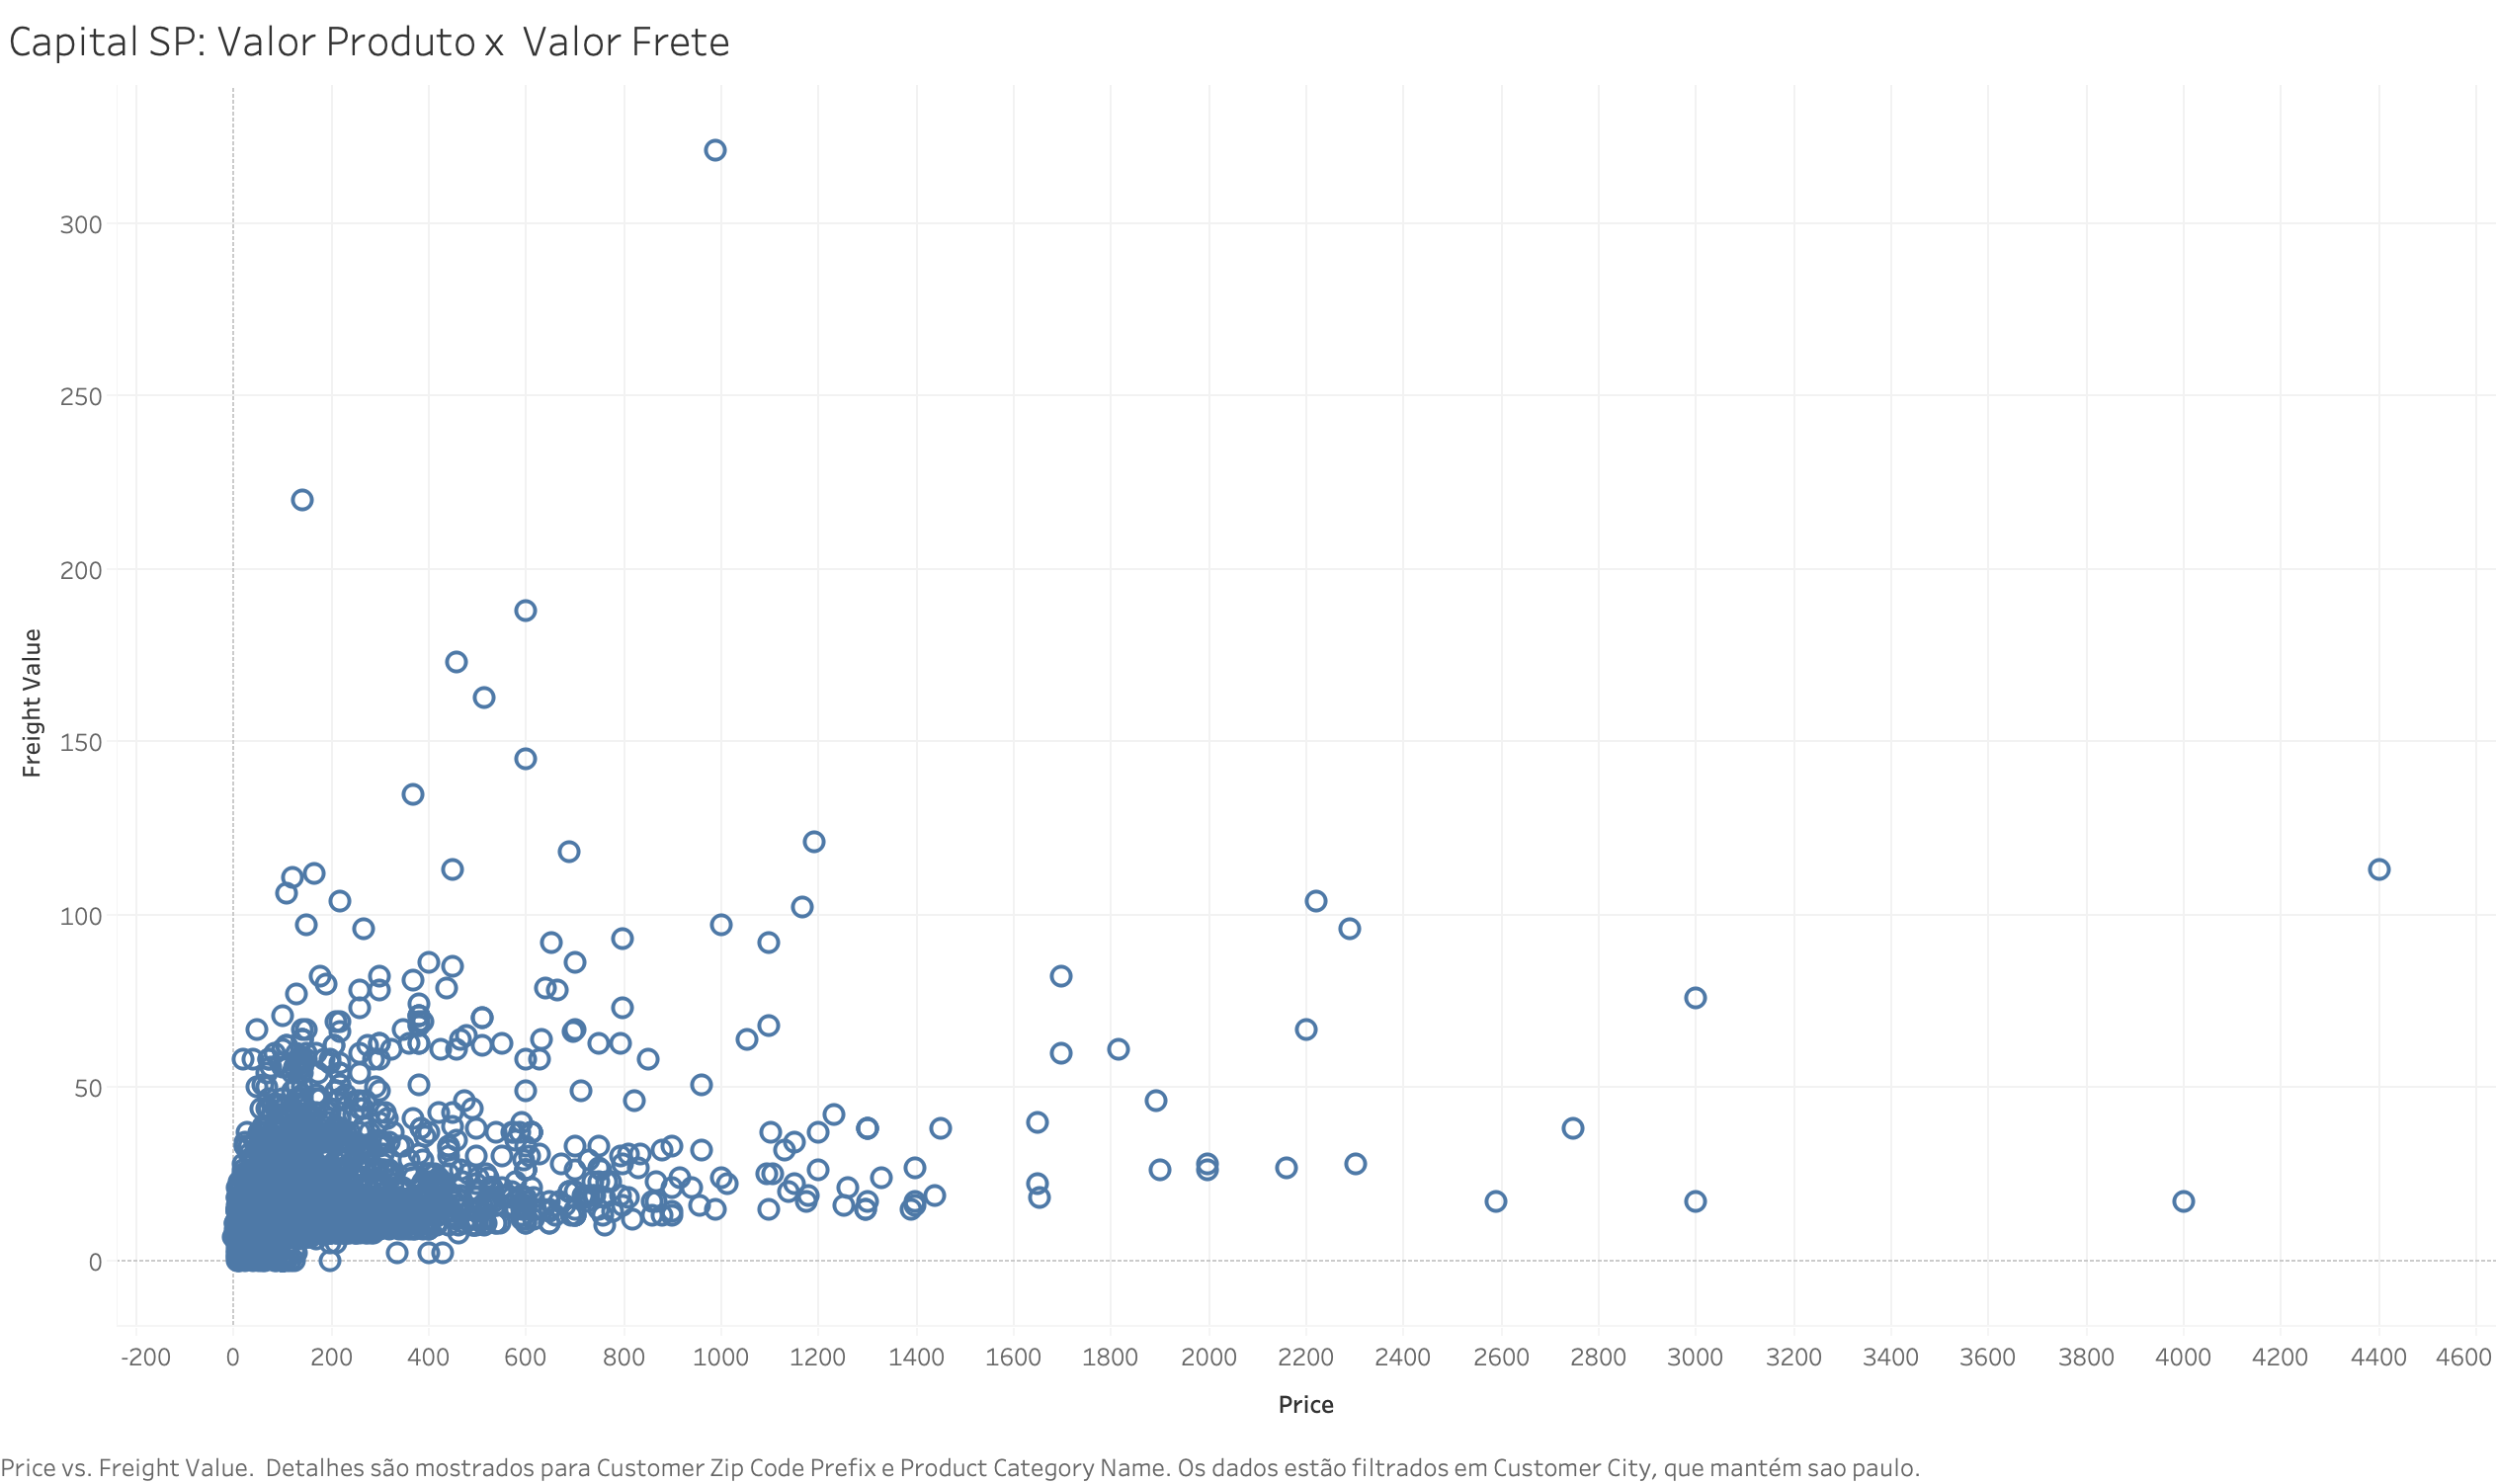 Capital SP: Valor Produto x  Valor Frete
300
250
200
150
100
50
0
Freight Value
-200 0 200 400 600 800 1000 1200 1400 1600 1800 2000 2200 2400 2600 2800 3000 3200 3400 3600 3800 4000 4200 4400 4600
Price
Price vs. Freight Value.  Detalhes são mostrados para Customer Zip Code Prefix e Product Category Name. Os dados estão filtrados em Customer City, que mantém sao paulo.